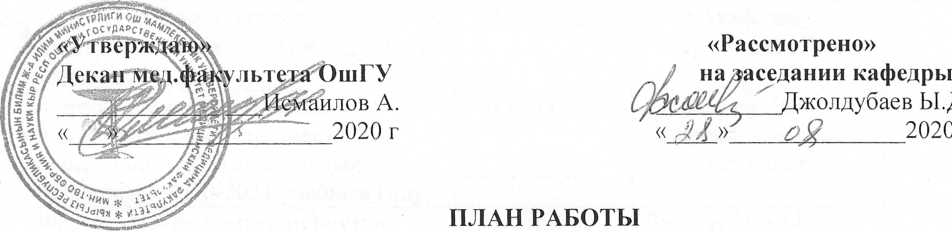 «Утверждаю»
Декан мед.факультета ОшГУ
Исмаилов А.
« » 2020 г
«Рассмотрено»
на заседании кафедры
Джолдубаев Ы.Д
« 28 » 08 2020
ПЛАН РАБОТЫ